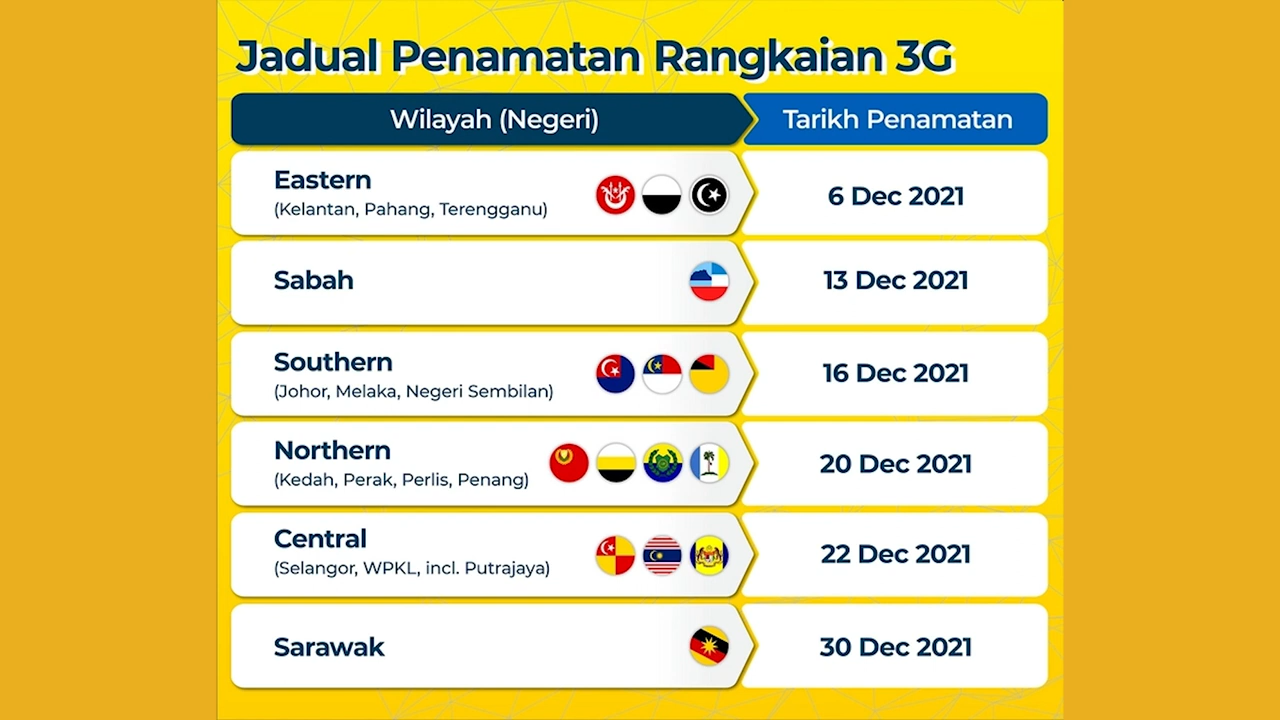 Jadual Penamatan Rangkaian 3G
Wilayah (Negeri)
Tarikh Penamatan
Eastern
(Kelantan, Pahang, Terengganu)
6 Dec 2021
Sabah
13 Dec 2021
Southern
(Johor, Melaka, Negeri Sembilan)
16 Dec 2021
Northern
(Kedah, Perak, Perlis, Penang)
20 Dec 2021
Central
(Selangor, WPKL, incl. Putrajaya)
22 Dec 2021
Sarawak
30 Dec 2021